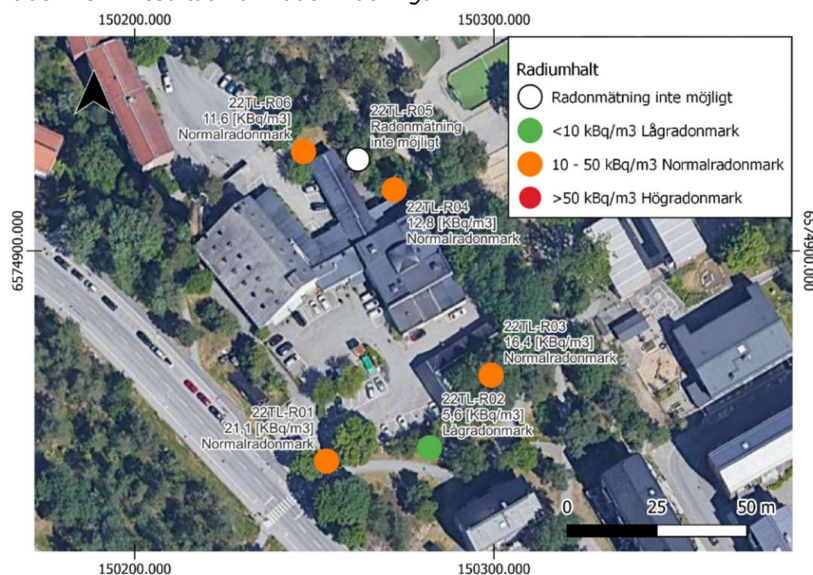 150200.000
150300.000
Radiumhalt
Radonmätning inte möjligt
<10 kBq/m3 Lågradonmark
10 - 50 kBq/m3 Normalradonmark
>50 kBq/m3 Högradonmark
22TL-R06
11,6 [KBq/m3]
Normalradonmark
22TL-R05
Radonmätning
inte möjligt
22TL-R04
12,8 [KBq/m3]
Normalradonmark
6574900.000
6574900.000
22TL-R03
16,4 [KBq/m3]
Normalradonmark
22TL-R02
5,6 [KBq/m3]
Lågradonmark
22TL-R01
21,1 [KBq/m3]
Normalradonmark
0 25 50 m
150200.000
150300.000